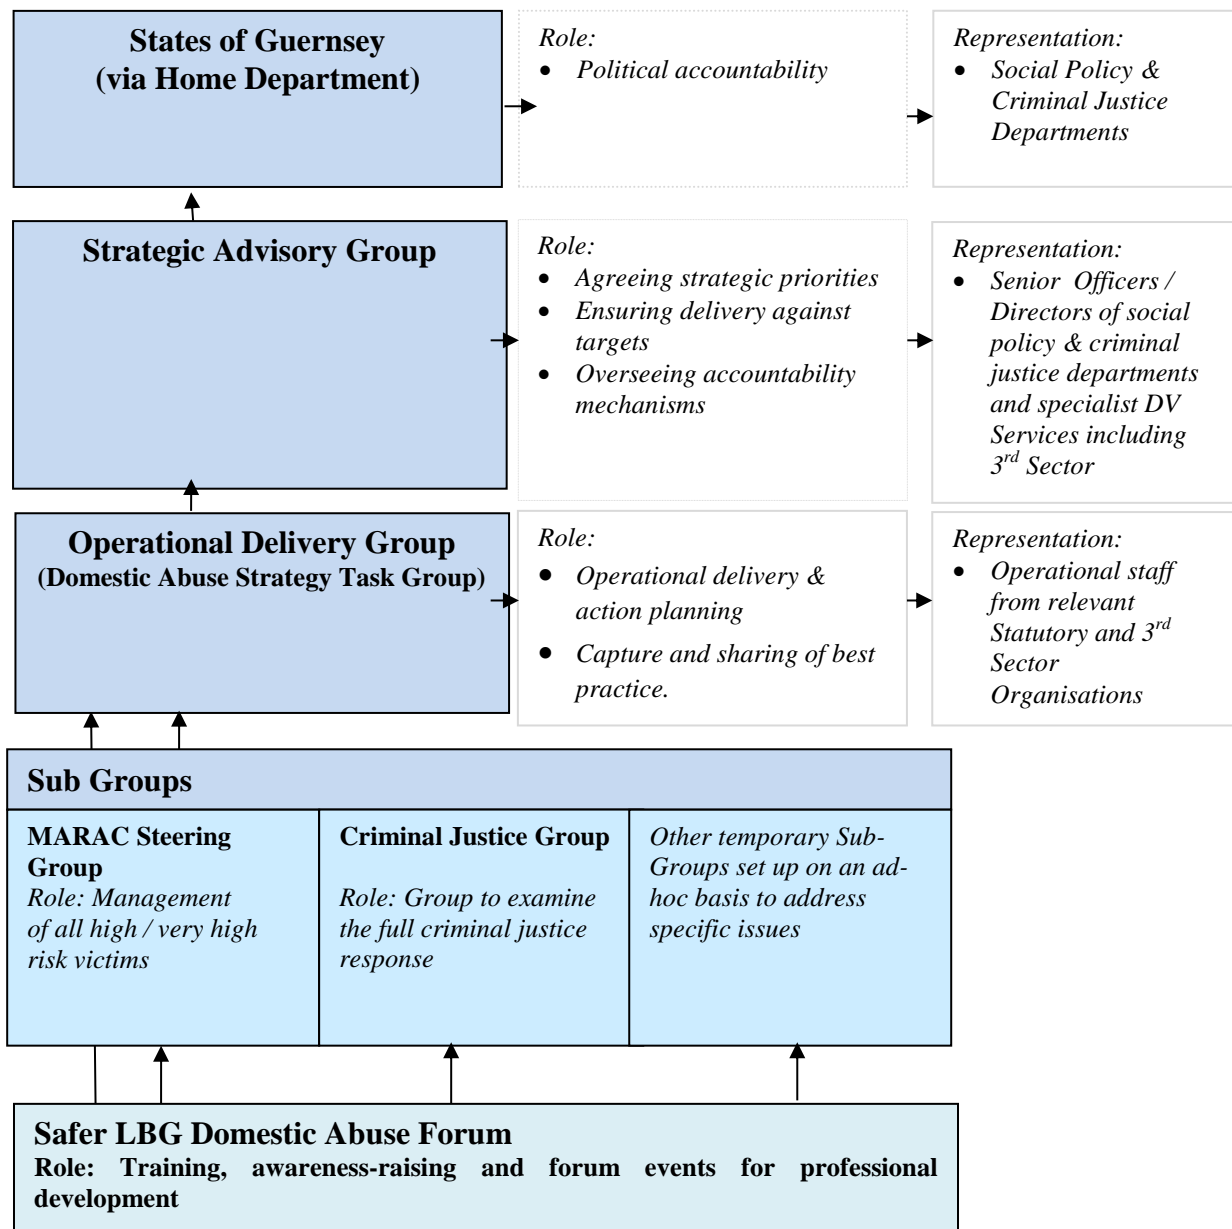 States of Guernsey
(via Home Department)
Role:
• Political accountability
Representation:
• Social Policy &
Criminal Justice
Departments
Strategic Advisory Group
Role:
• Agreeing strategic priorities
• Ensuring delivery against
targets
• Overseeing accountability
mechanisms
Representation:
• Senior Officers /
Directors of social
policy & criminal
justice departments
and specialist DV
Services including
3rd Sector
Operational Delivery Group
(Domestic Abuse Strategy Task Group)
Role:
• Operational delivery &
action planning
• Capture and sharing of best
practice.
Representation:
• Operational staff
from relevant
Statutory and 3rd
Sector
Organisations
Sub Groups
MARAC Steering
Group
Role: Management
of all high / very high
risk victims
Criminal Justice Group
Role: Group to examine
the full criminal justice
response
Other temporary Sub-
Groups set up on an ad-
hoc basis to address
specific issues
Safer LBG Domestic Abuse Forum
Role: Training, awareness-raising and forum events for professional
development